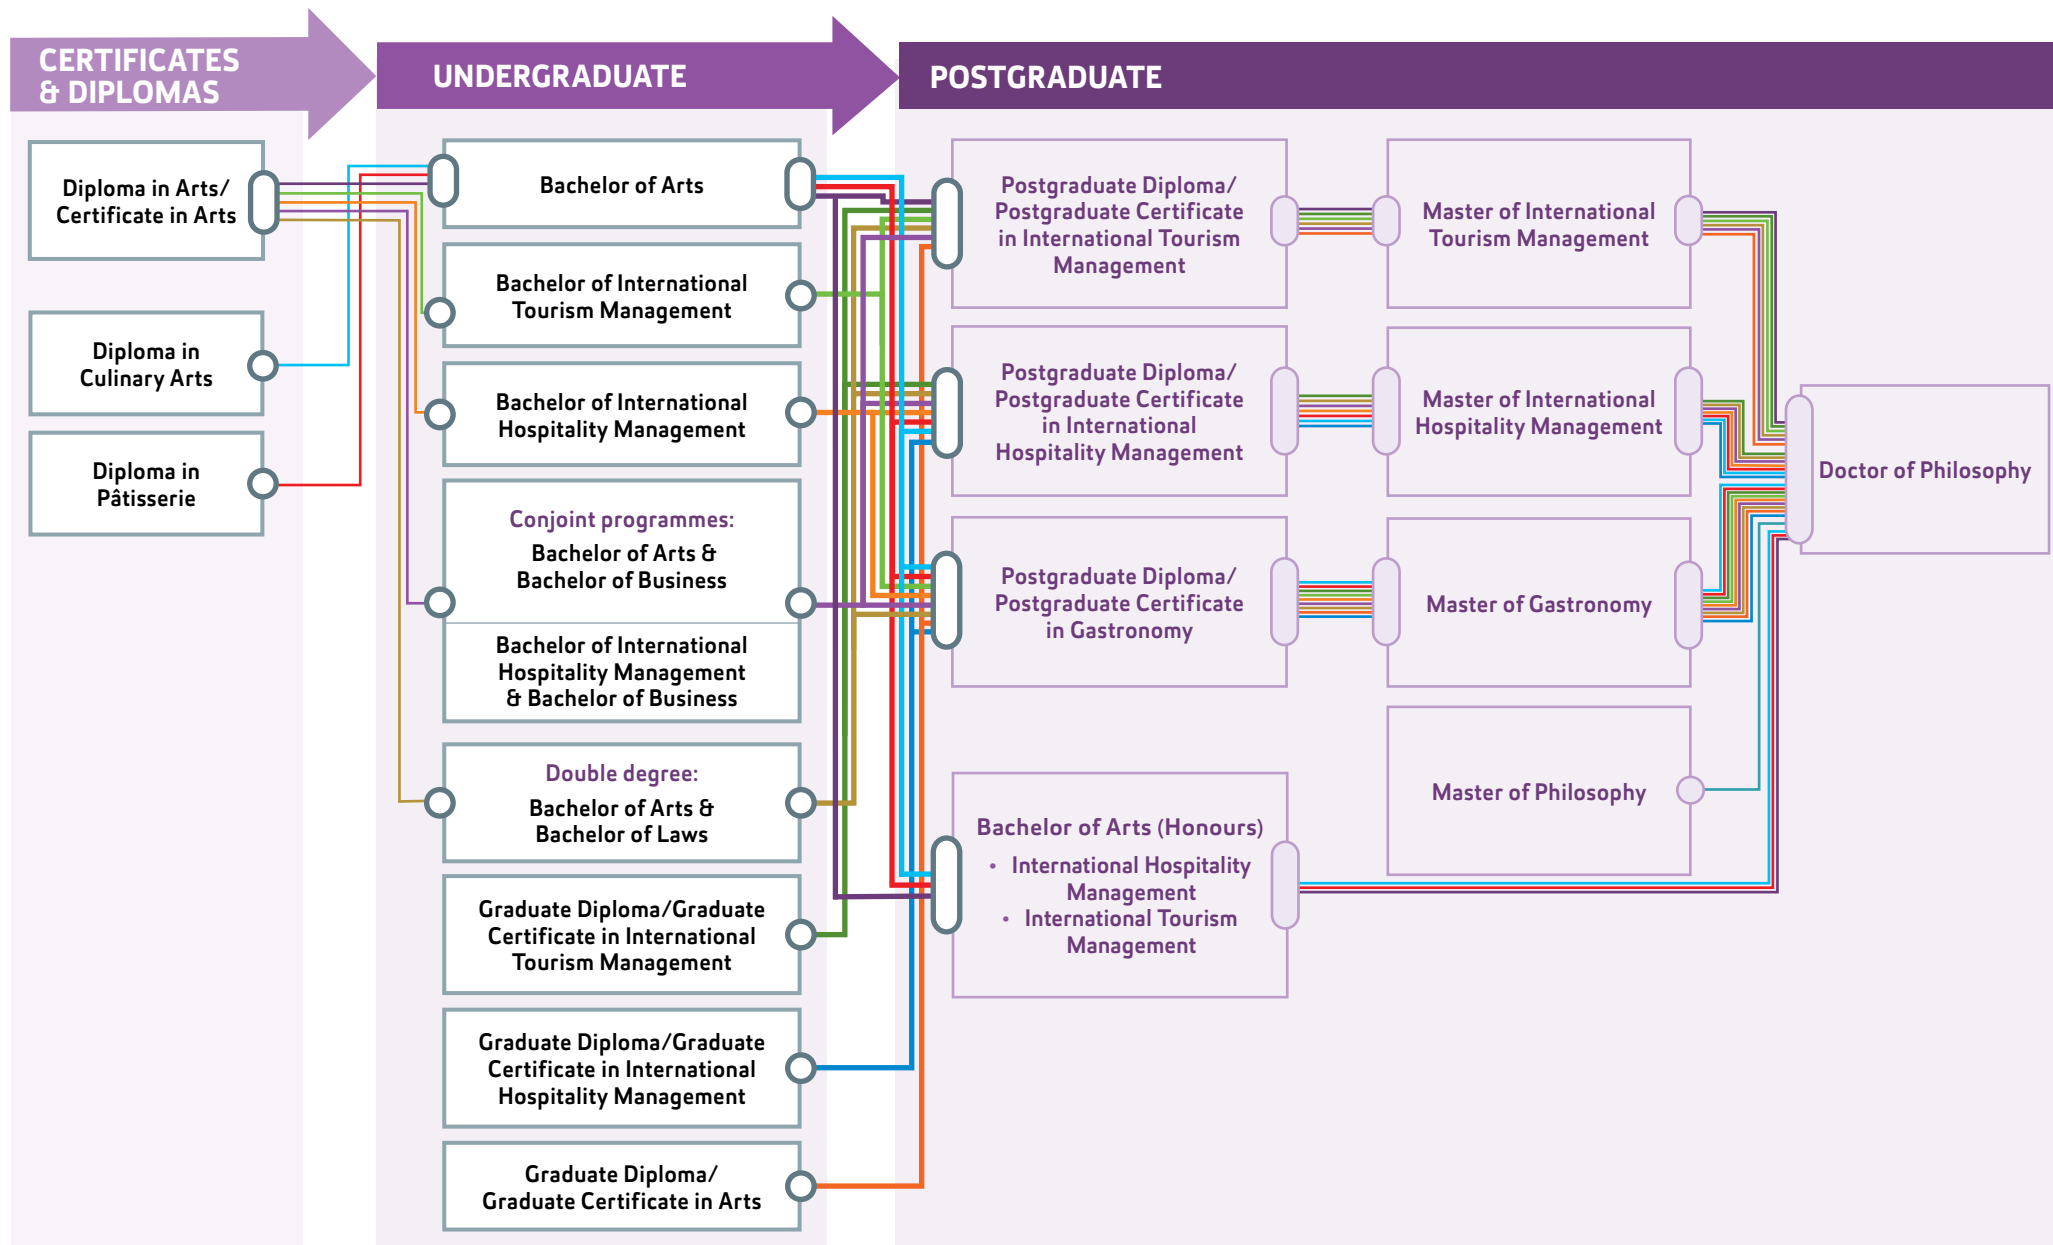 CERTIFICATES
& DIPLOMAS
UNDERGRADUATE
POSTGRADUATE
Diploma in Arts/
Certificate in Arts
Diploma in
Culinary Arts
Diploma in
Pâtisserie
Bachelor of Arts
Bachelor of International
Tourism Management
Bachelor of International
Hospitality Management
Conjoint programmes:
Bachelor of Arts &
Bachelor of Business
Bachelor of International
Hospitality Management
& Bachelor of Business
Double degree:
Bachelor of Arts &
Bachelor of Laws
Graduate Diploma/Graduate
Certificate in International
Tourism Management
Graduate Diploma/Graduate
Certificate in International
Hospitality Management
Graduate Diploma/
Graduate Certificate in Arts
Postgraduate Diploma/
Postgraduate Certificate
in International Tourism
Management
Postgraduate Diploma/
Postgraduate Certificate
in International
Hospitality Management
Postgraduate Diploma/
Postgraduate Certificate
in Gastronomy
Bachelor of Arts (Honours)
• International Hospitality
Management
• International Tourism
Management
Master of International
Tourism Management
Master of International
Hospitality Management
Master of Gastronomy
Master of Philosophy
Doctor of Philosophy